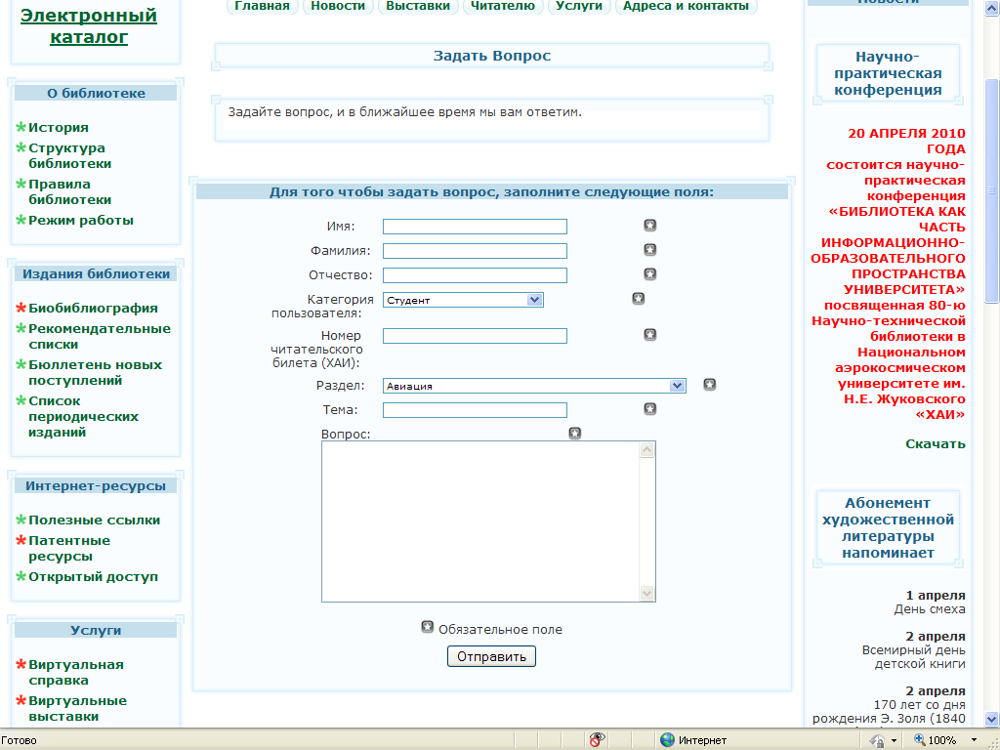 Главная
Новости
Выставки
Читателю
Услуги
Адреса и контакты
Электронный
каталог
О библиотеке
История
Структура
библиотеки
Правила
библиотеки
Режим работы
Издания библиотеки
Биобиблиография
Рекомендательные
списки
Бюллетень новых
поступлений
Список
периодических
изданий
Интернет-ресурсы
Полезные ссылки
Патентные
ресурсы
Открытый доступ
Услуги
Виртуальная
справка
Виртуальные
выставки
Задать Вопрос
Задайте вопрос, и в ближайшее время мы вам ответим.
Для того чтобы задать вопрос, заполните следующие поля:
Имя:
Фамилия:
Отчество:
Категория
пользователя:
Студент
Номер
читательского
билета (ХАИ):
Раздел:
Авиация
Тема:
Вопрос:
Обязательное поле
Отправить
Новости
Научно-
практическая
конференция
20 АПРЕЛЯ 2010
ГОДА
состоится научно-
практическая
конференция
«БИБЛИОТЕКА КАК
ЧАСТЬ
ИНФОРМАЦИОННО-
ОБРАЗОВАТЕЛЬНОГО
ПРОСТРАНСТВА
УНИВЕРСИТЕТА»
посвященная 80-ю
Научно-технической
библиотеки в
Национальном
аэрокосмическом
университете им.
Н.Е. Жуковского
«ХАИ»
Скачать
Абонемент
художественной
литературы
напоминает
1 апреля
День смеха
2 апреля
Всемирный день
детской книги
2 апреля
170 лет со дня
рождения Э. Золя (1840
Готово
Интернет
100%